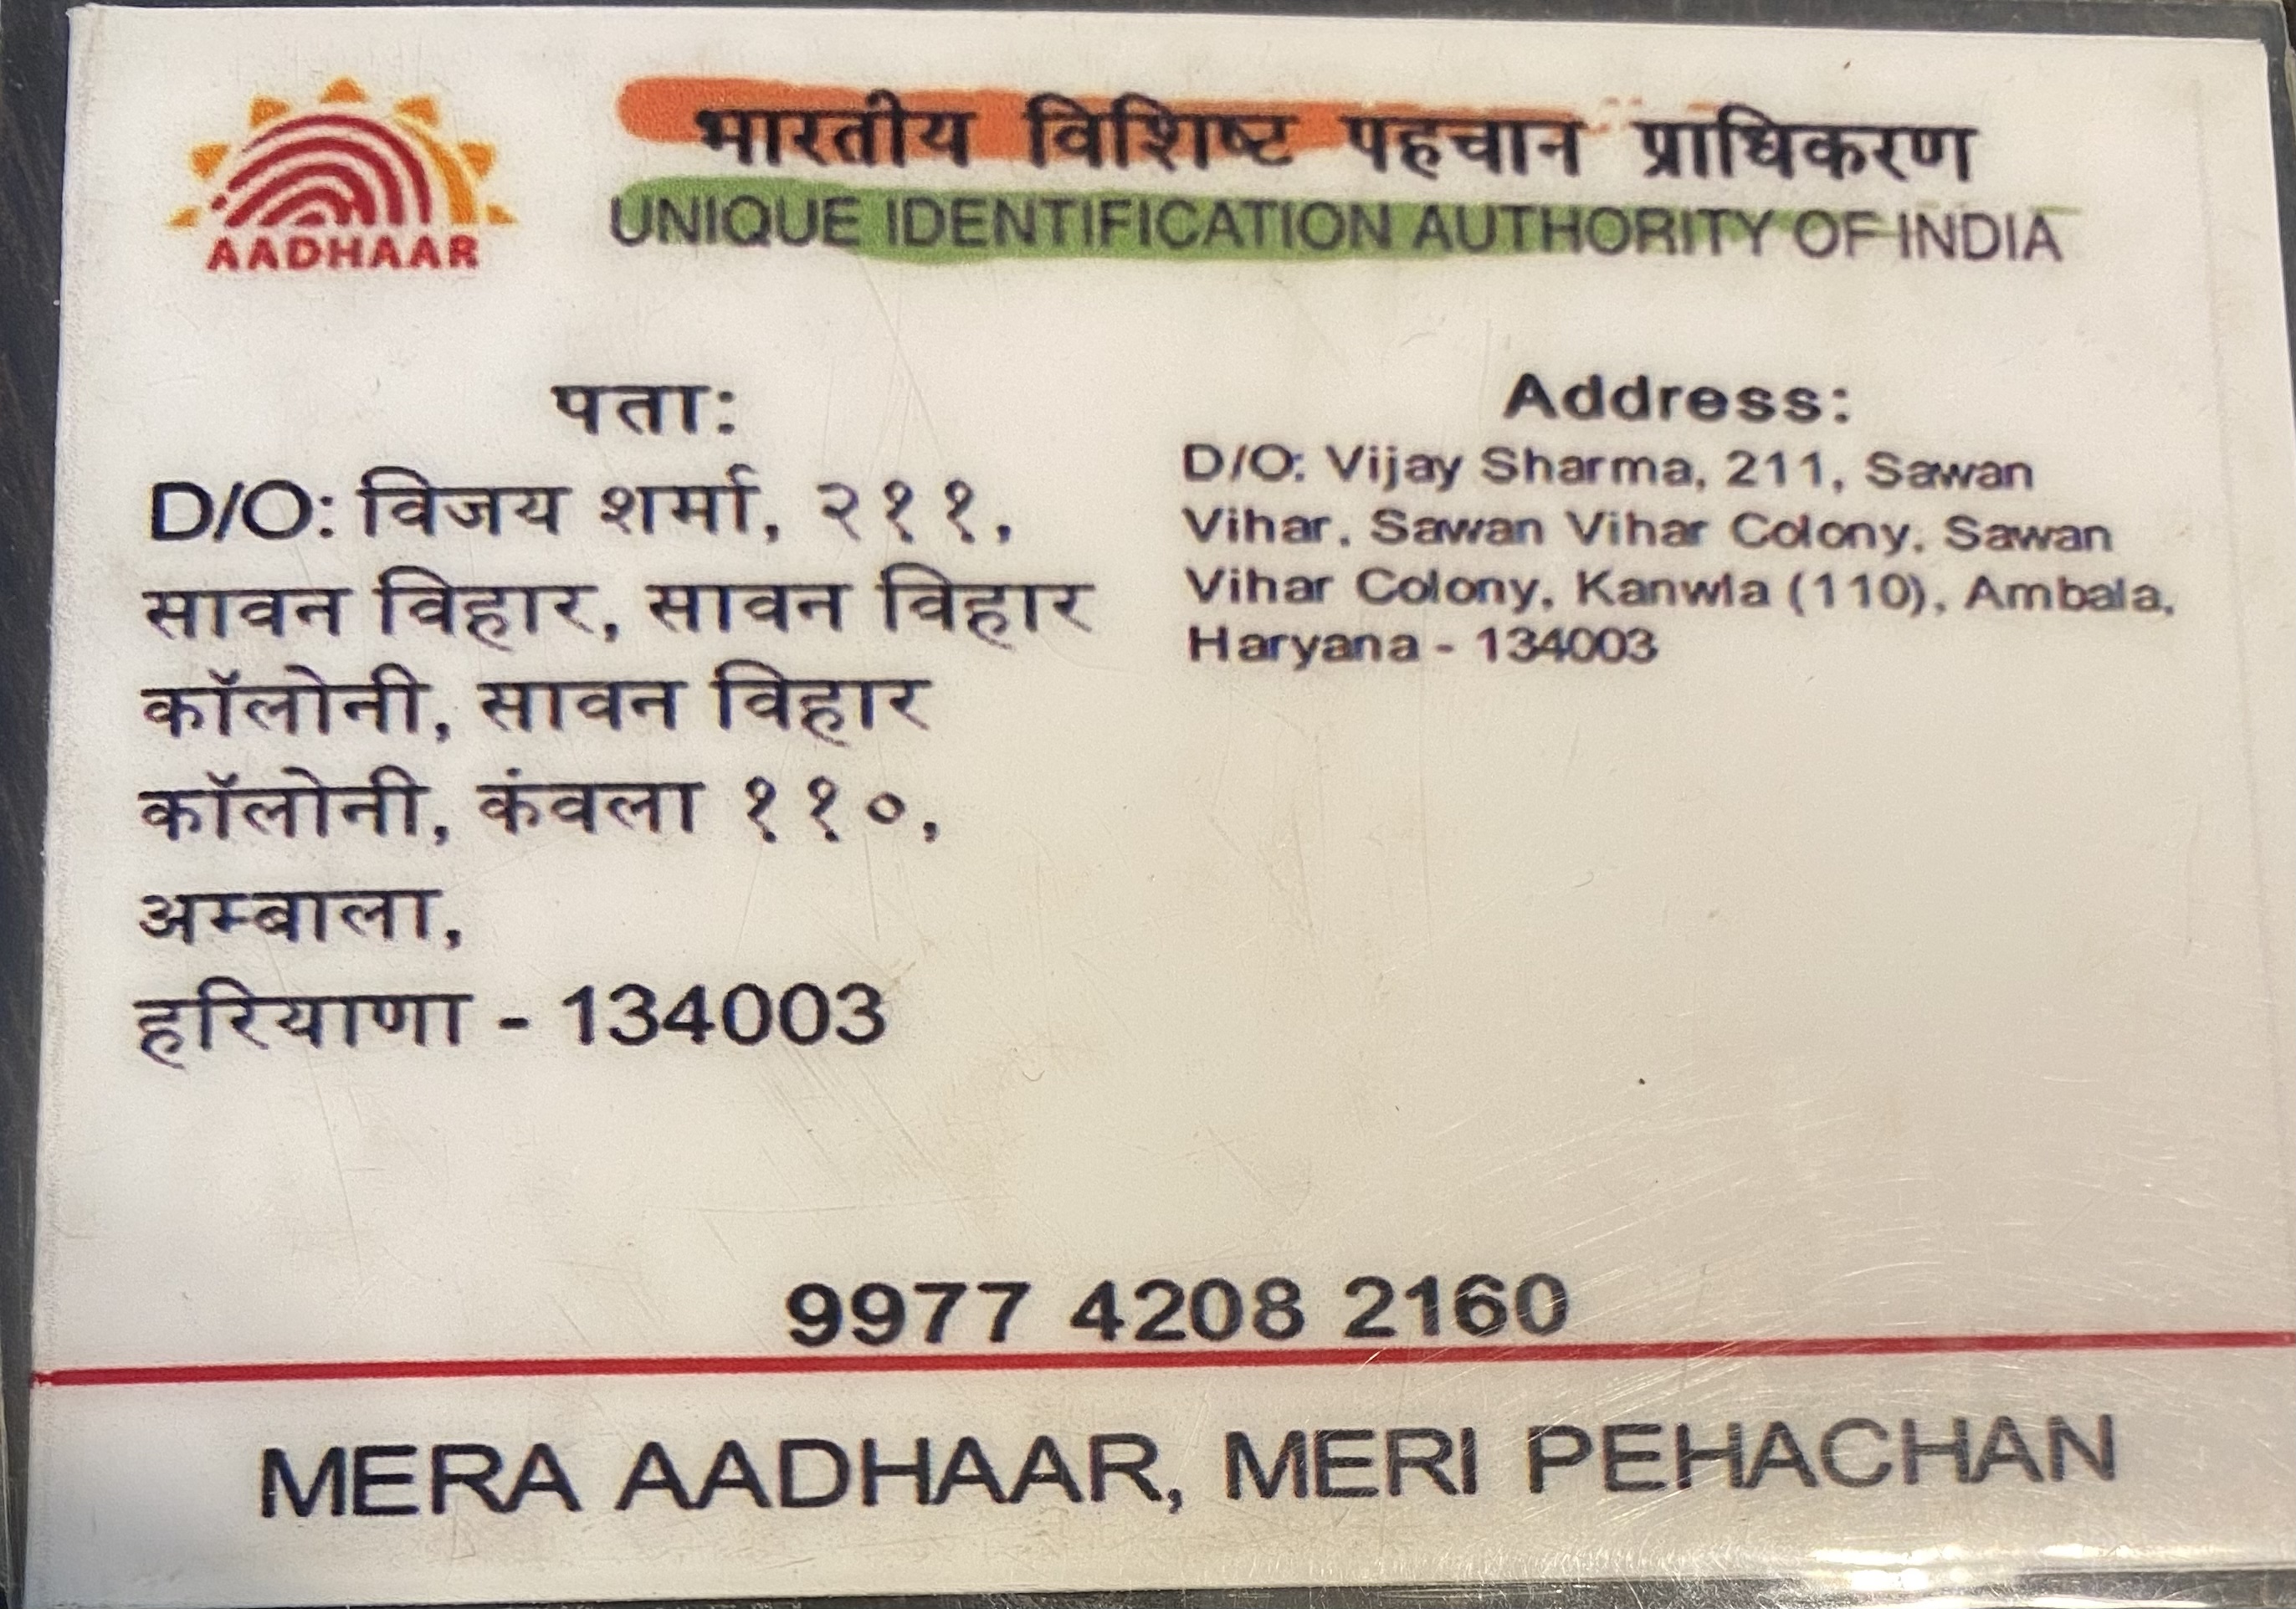 AADHAAR
भारतीय विशिष्ट पहचान प्राधिकरण
UNIQUE IDENTIFICATION AUTHORITY OF INDIA
पता:
D/O: विजय शर्मा, २११,
सावन विहार, सावन विहार
कॉलोनी, सावन विहार
कॉलोनी, कंवला ११०,
अम्बाला,
हरियाणा - 134003
Address:
D/O: Vijay Sharma, 211, Sawan
Vihar, Sawan Vihar Colony, Sawan
Vihar Colony, Kanwla (110), Ambala,
Haryana - 134003
9977 4208 2160
MERA AADHAAR, MERI PEHACHAN